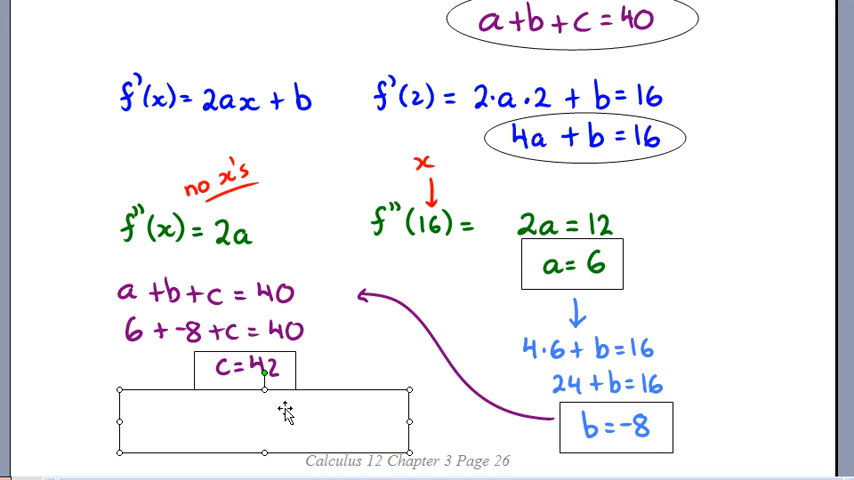 a+b+c=40
f'(x)=2ax+b
f'(2)= 2·a·2+b=16
4a+b=16
no x's
x
f''(x)=2a
f''(16)= 2a=12
a=6
a+b+c=40
6+-8+c=40
c=42
4·6+b=16
24+b=16
b=-8
Calculus 12 Chapter 3 Page 26